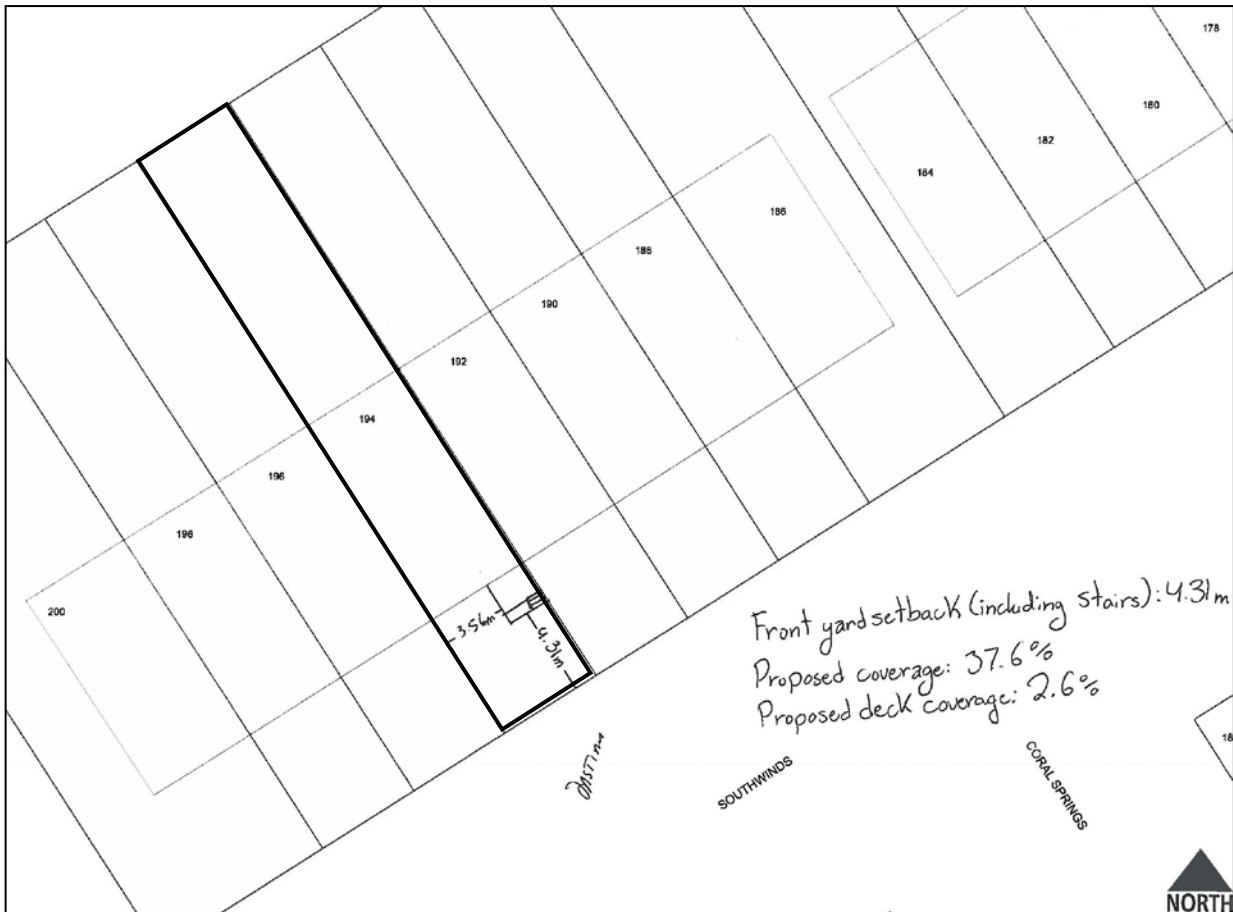 178
180
182
184
186
188
190
192
194
196
198
200
3.56m
4.31m
Front yard setback (including stairs): 4.31m
Proposed coverage: 37.6%
Proposed deck coverage: 2.6%
SOUTHWINDS
CORAL SPRINGS
18
NORTH